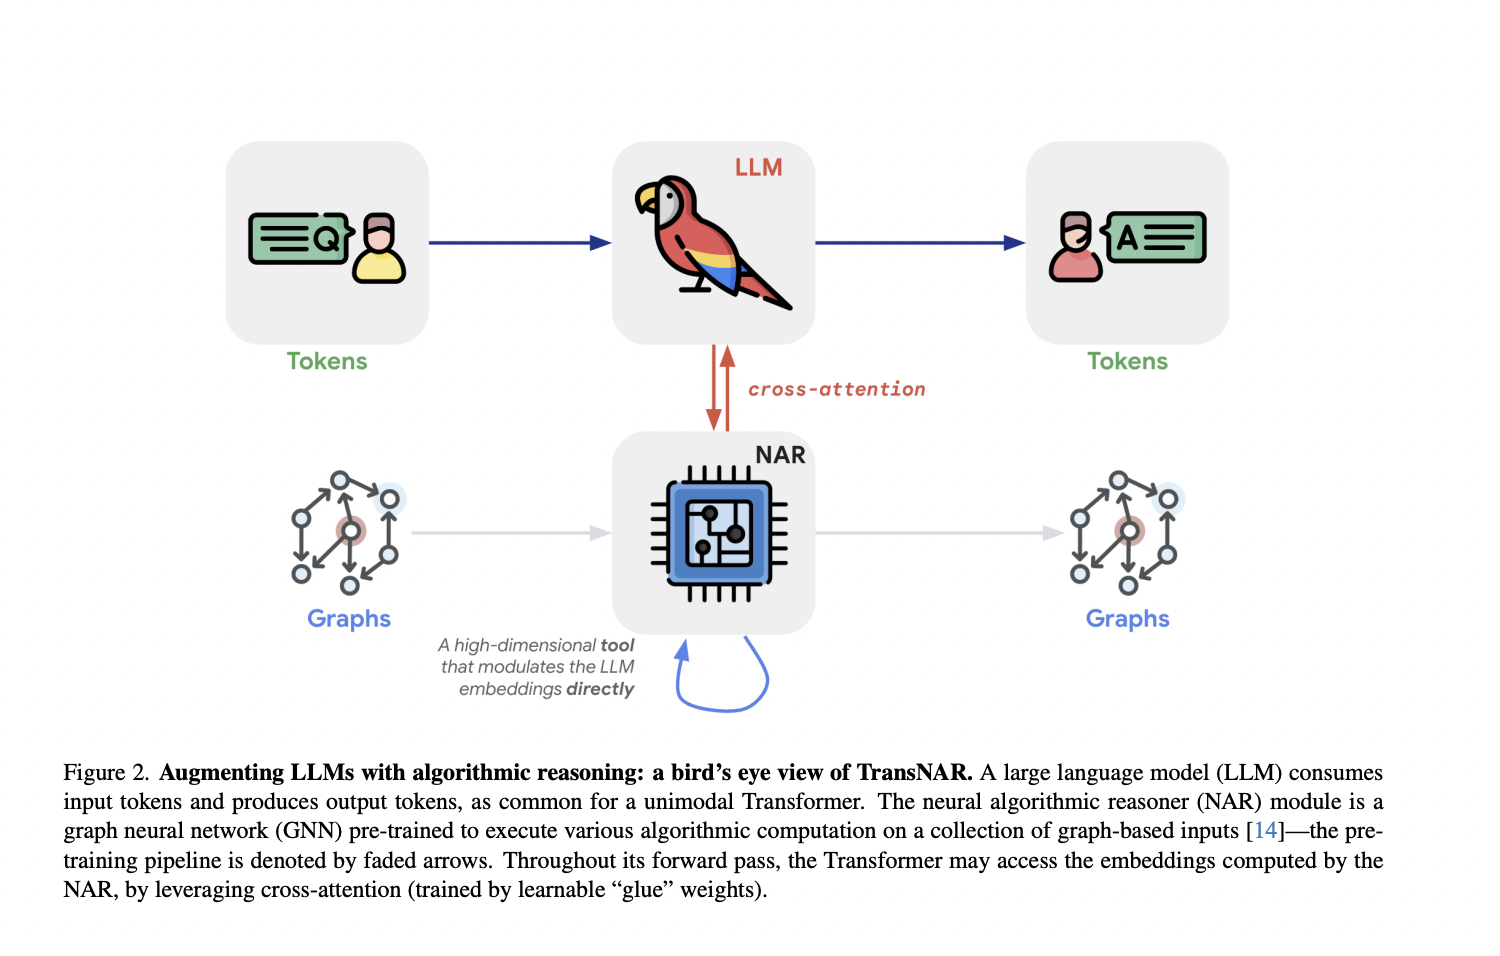 LLM
Q
A
Tokens
Tokens
cross-attention
NAR
Graphs
Graphs
A high-dimensional tool
that modulates the LLM
embeddings directly
Figure 2. Augmenting LLMs with algorithmic reasoning: a bird’s eye view of TransNAR. A large language model (LLM) consumes
input tokens and produces output tokens, as common for a unimodal Transformer. The neural algorithmic reasoner (NAR) module is a
graph neural network (GNN) pre-trained to execute various algorithmic computation on a collection of graph-based inputs [14]—the pre-
training pipeline is denoted by faded arrows. Throughout its forward pass, the Transformer may access the embeddings computed by the
NAR, by leveraging cross-attention (trained by learnable “glue” weights).